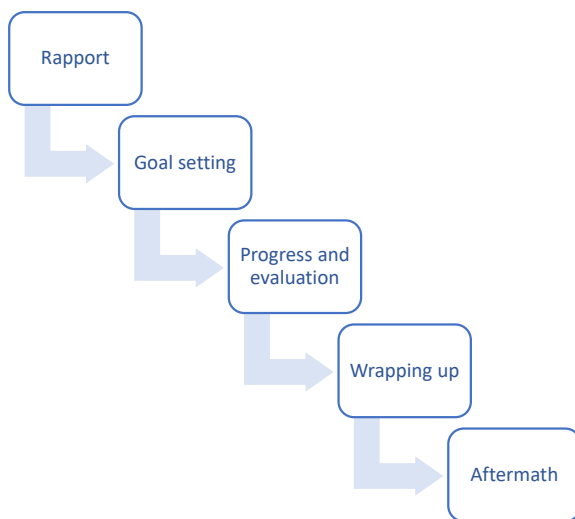 Rapport
Goal setting
Progress and
evaluation
Wrapping up
Aftermath